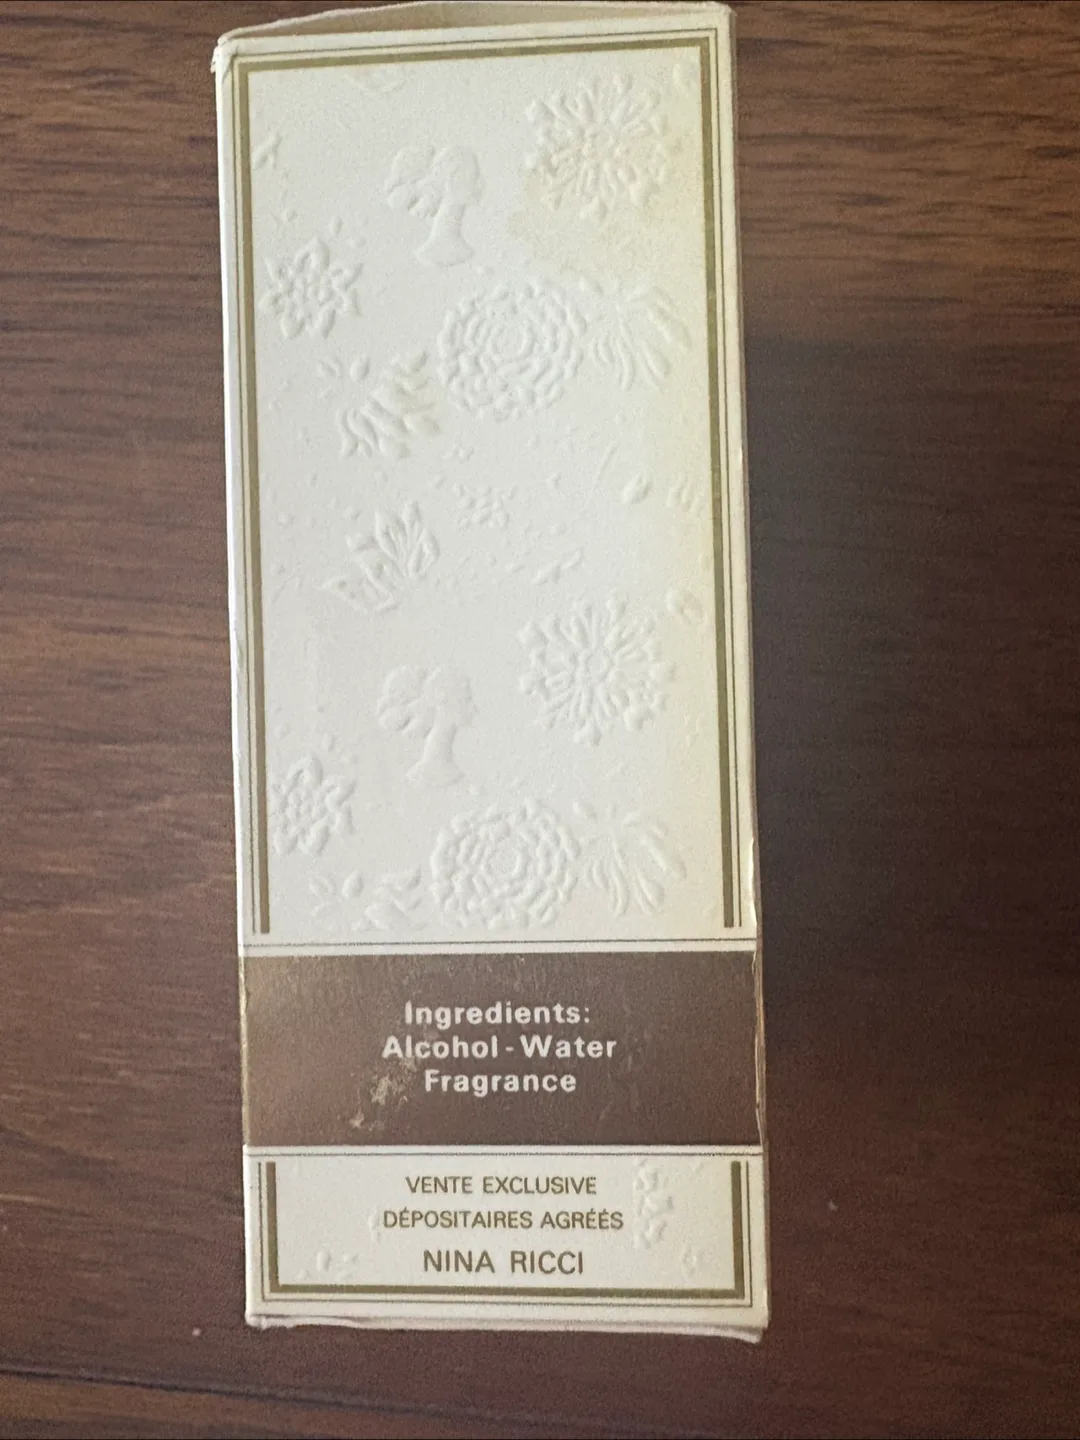 Ingredients:
Alcohol - Water
Fragrance
VENTE EXCLUSIVE
DÉPOSITAIRES AGRÉÉS
NINA RICCI